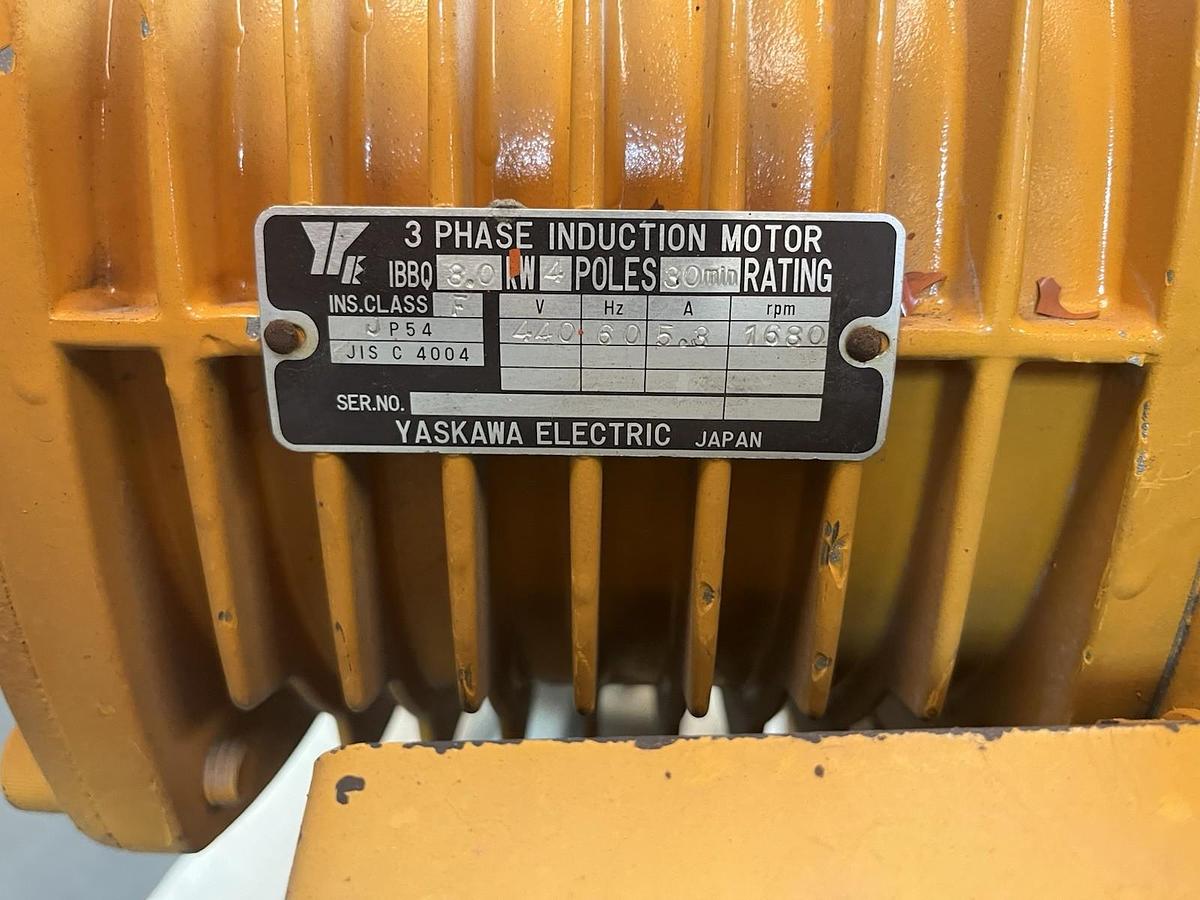 3 PHASE INDUCTION MOTOR
IBBQ 3.0 KW 4 POLES 30min RATING
INS.CLASS F
JP54
JIS C 4004
V Hz A rpm
440 60 5.8 1680
SER.NO.
YASKAWA ELECTRIC JAPAN